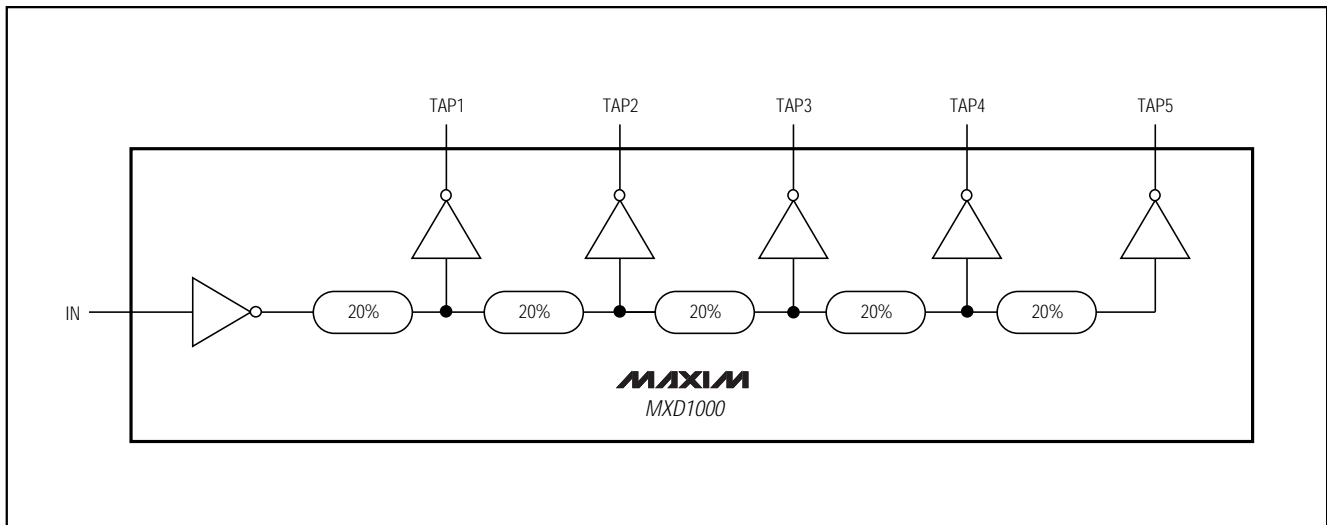 TAP1 TAP2 TAP3 TAP4 TAP5
IN 20% 20% 20% 20% 20%
MAXIM
MXD1000